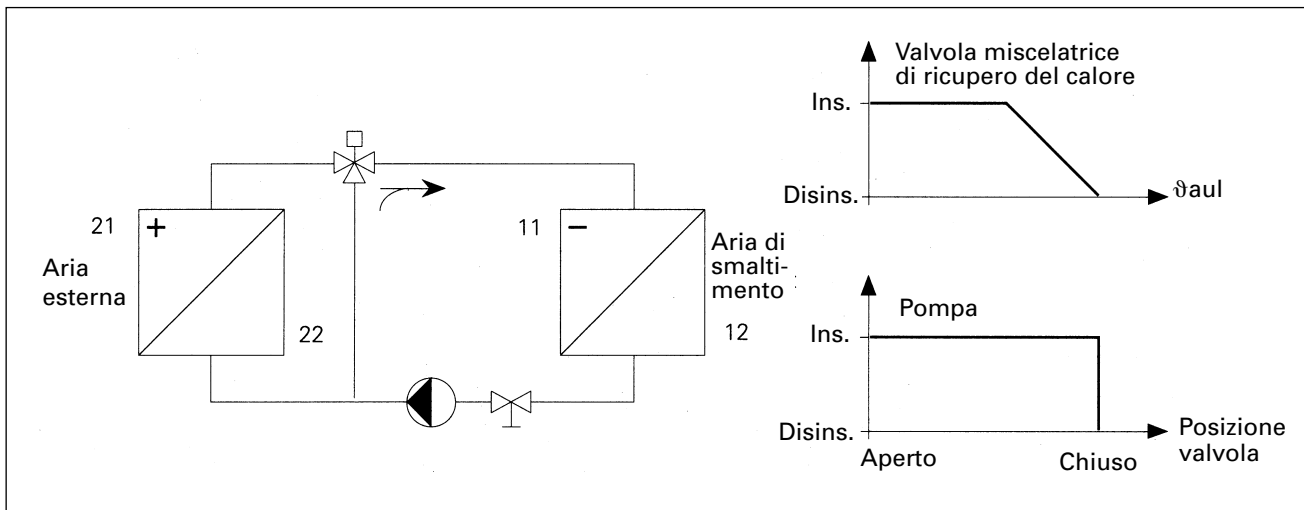 21
+
Aria
esterna
22
11
−
Aria di
smalti-
mento
12
Valvola miscelatrice
di ricupero del calore
Ins.
Disins.
ϑaul
Pompa
Ins.
Disins.
Aperto
Chiuso
Posizione
valvola